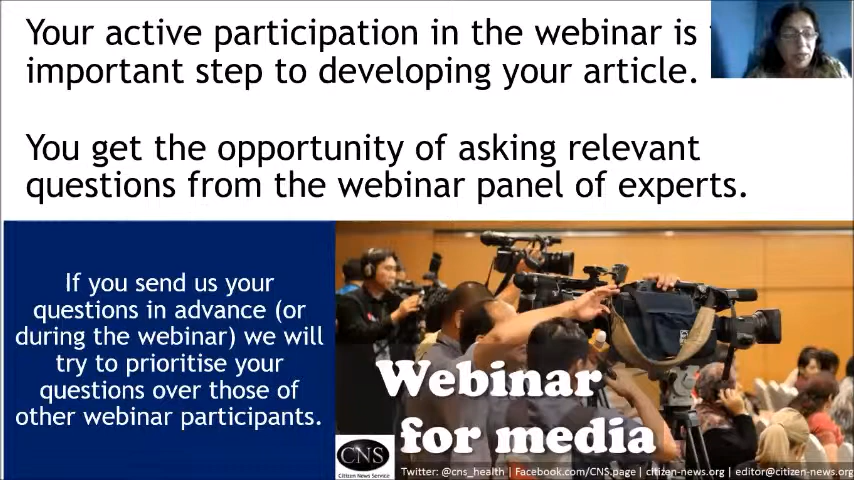 Your active participation in the webinar is
important step to developing your article.
You get the opportunity of asking relevant
questions from the webinar panel of experts.
If you send us your
questions in advance (or
during the webinar) we will
try to prioritise your
questions over those of
other webinar participants.
Webinar
for media
CNS
Citizen News Service
Twitter: @cns_health | Facebook.com/CNS.page | citizen-news.org | editor@citizen-news.org